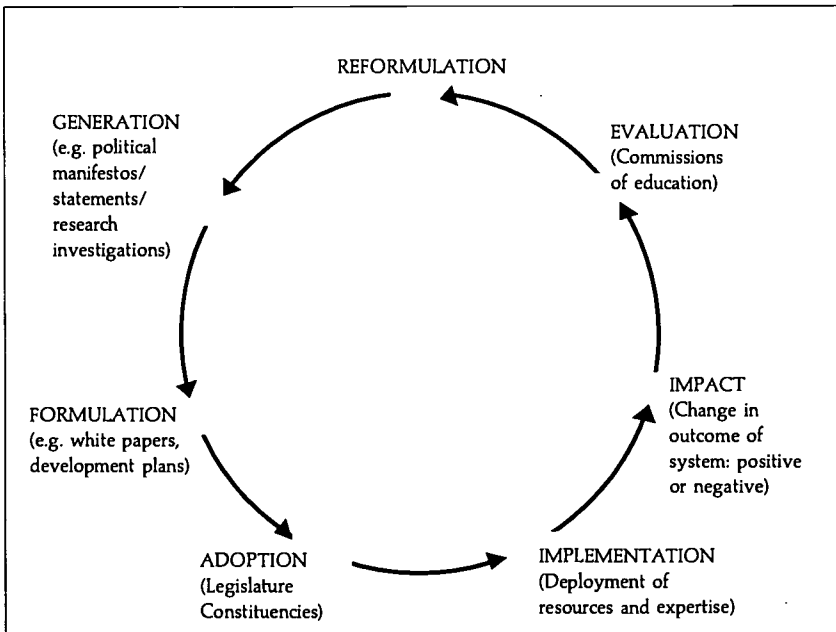 REFORMULATION
GENERATION
(e.g. political
manifestos/
statements/
research
investigations)
EVALUATION
(Commissions
of education)
FORMULATION
(e.g. white papers,
development plans)
IMPACT
(Change in
outcome of
system: positive
or negative)
ADOPTION
(Legislature
Constituencies)
IMPLEMENTATION
(Deployment of
resources and expertise)